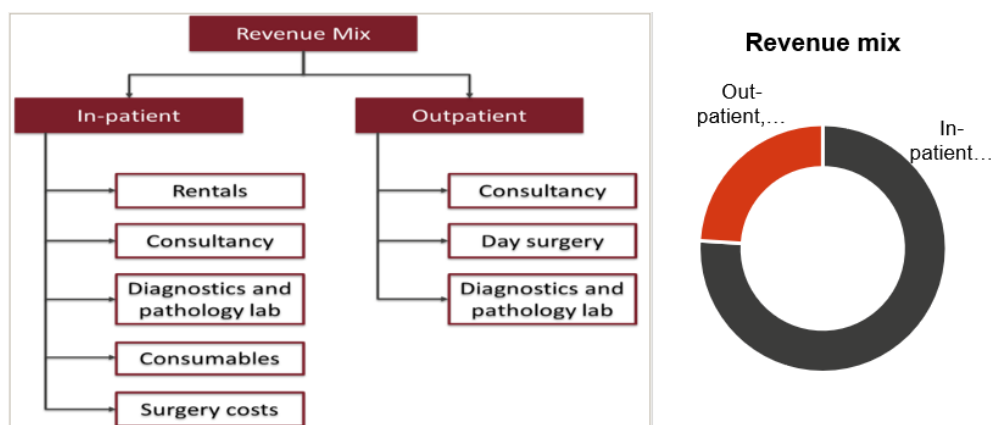 Revenue Mix
In-patient
Outpatient
Rentals
Consultancy
Diagnostics and
pathology lab
Consumables
Surgery costs
Consultancy
Day surgery
Diagnostics and
pathology lab
Revenue mix
Out-
patient,…
In-
patient…